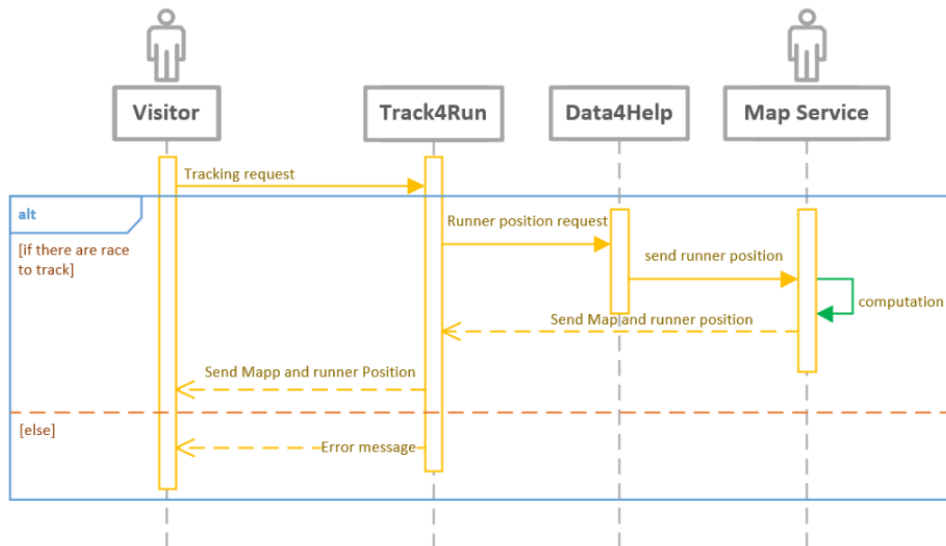 Visitor
Track4Run
Data4Help
Map Service
Tracking request
alt
[if there are race
to track]
Runner position request
send runner position
computation
Send Map and runner position
Send Mapp and runner Position
[else]
Error message